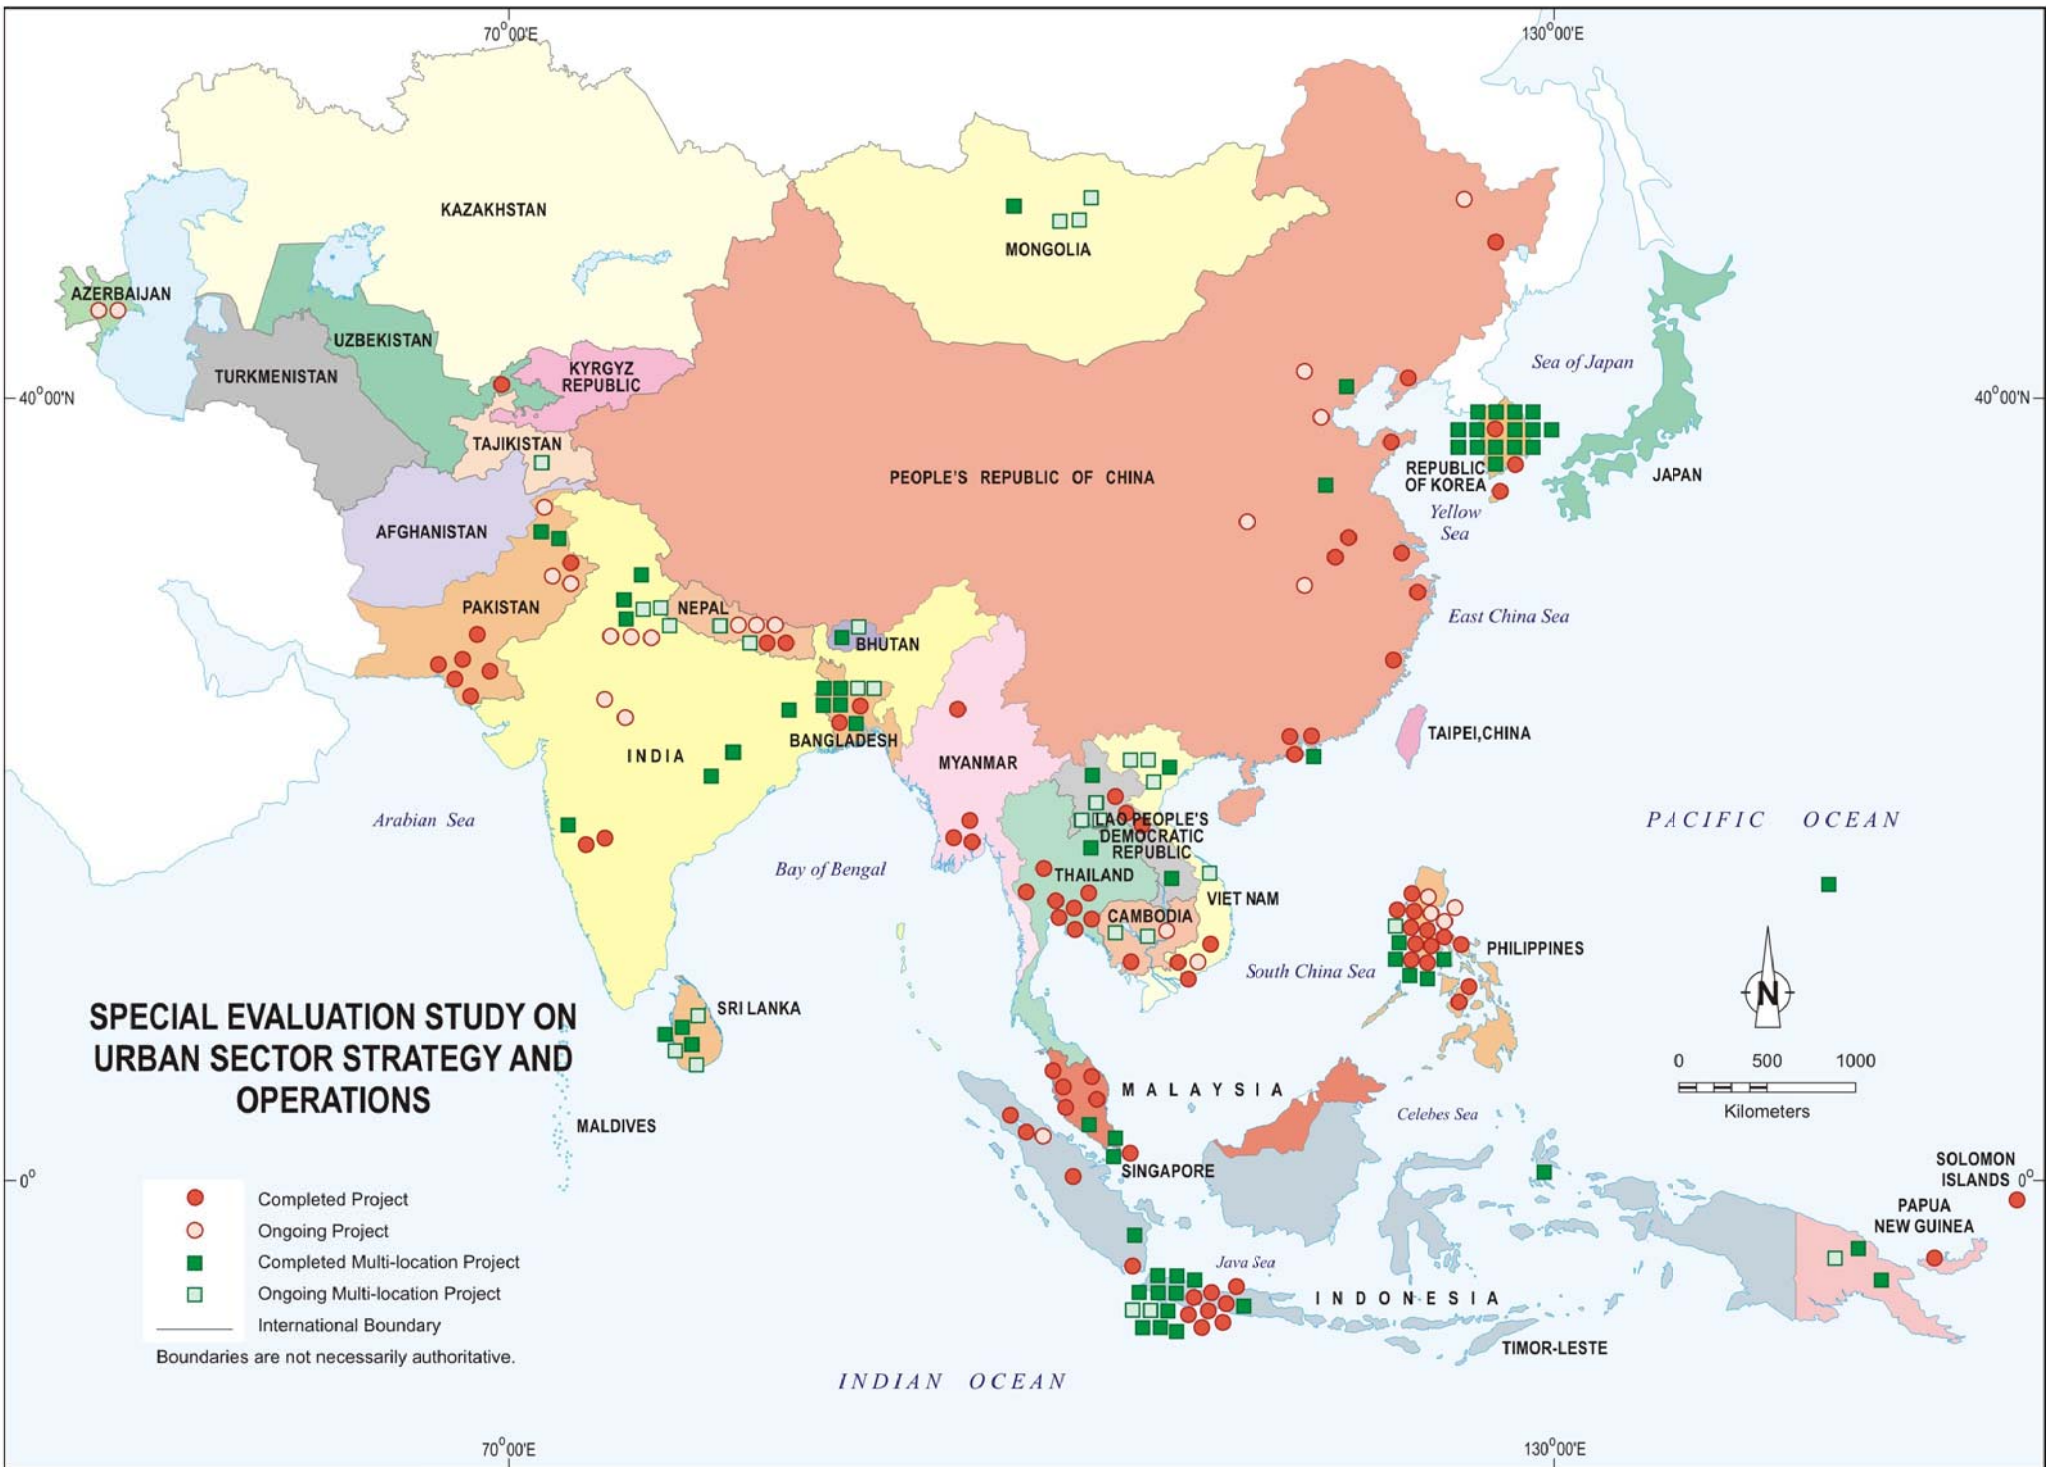 70°00'E
130°00'E
KAZAKHSTAN
MONGOLIA
AZERBAIJAN
UZBEKISTAN
KYRGYZ
REPUBLIC
TURKMENISTAN
Sea of Japan
40°00'N
40°00'N
TAJIKISTAN
PEOPLE'S REPUBLIC OF CHINA
REPUBLIC
OF KOREA
JAPAN
Yellow
Sea
AFGHANISTAN
PAKISTAN
NEPAL
East China Sea
BHUTAN
TAIPEI,CHINA
BANGLADESH
INDIA
MYANMAR
Arabian Sea
LAO PEOPLE'S
DEMOCRATIC
REPUBLIC
PACIFIC OCEAN
Bay of Bengal
THAILAND
VIET NAM
CAMBODIA
PHILIPPINES
South China Sea
N
SPECIAL EVALUATION STUDY ON
URBAN SECTOR STRATEGY AND
OPERATIONS
SRI LANKA
0 500 1000
Kilometers
MALAYSIA
Celebes Sea
MALDIVES
SINGAPORE
SOLOMON
ISLANDS
0°
0°
PAPUA
NEW GUINEA
Completed Project
Ongoing Project
Completed Multi-location Project
Ongoing Multi-location Project
International Boundary
Boundaries are not necessarily authoritative.
Java Sea
INDONESIA
TIMOR-LESTE
INDIAN OCEAN
70°00'E
130°00'E